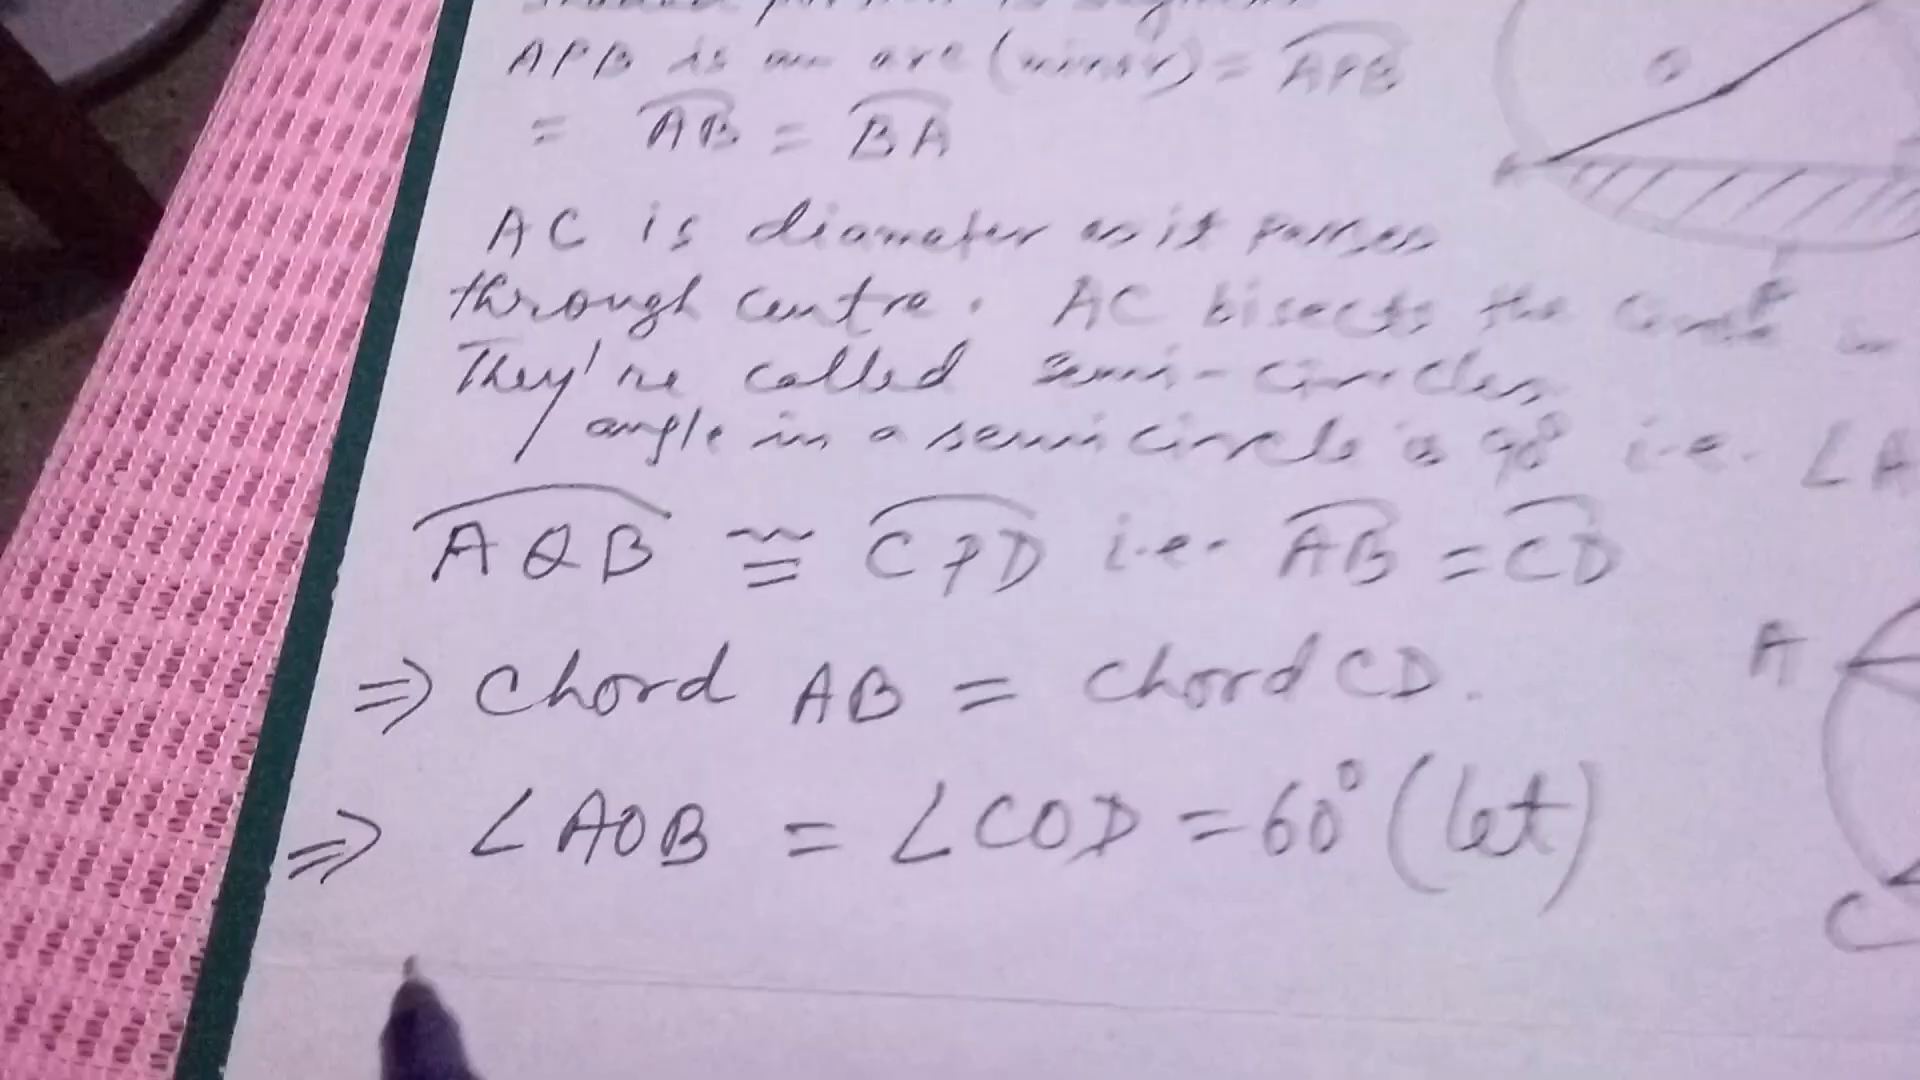 APB is an arc (minor) = APB
= AB = BA
AC is diameter as it passes
through centre. AC bisects the
They're called semi-circles,
angle in a semicircle is 90° i.e. ∠A
AQB ≅ CPD i.e. AB = CD
⇒ Chord AB = Chord CD.
⇒ ∠AOB = ∠COD = 60° (let)
O
A
P
A
C